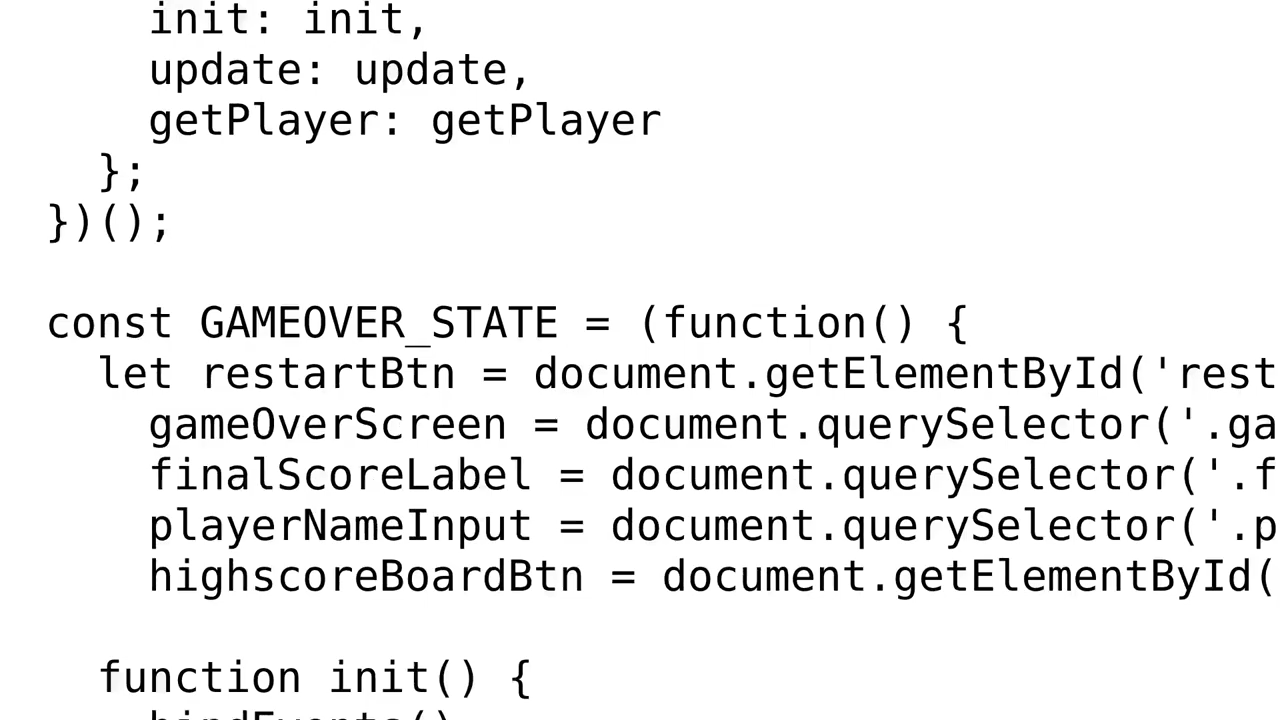 init: init,
update: update,
getPlayer: getPlayer
};
})();
const GAMEOVER_STATE = (function() {
let restartBtn = document.getElementById('rest
gameOverScreen = document.querySelector('.ga
finalScoreLabel = document.querySelector('.f
playerNameInput = document.querySelector('.p
highscoreBoardBtn = document.getElementById(
function init() {
bindEvents()